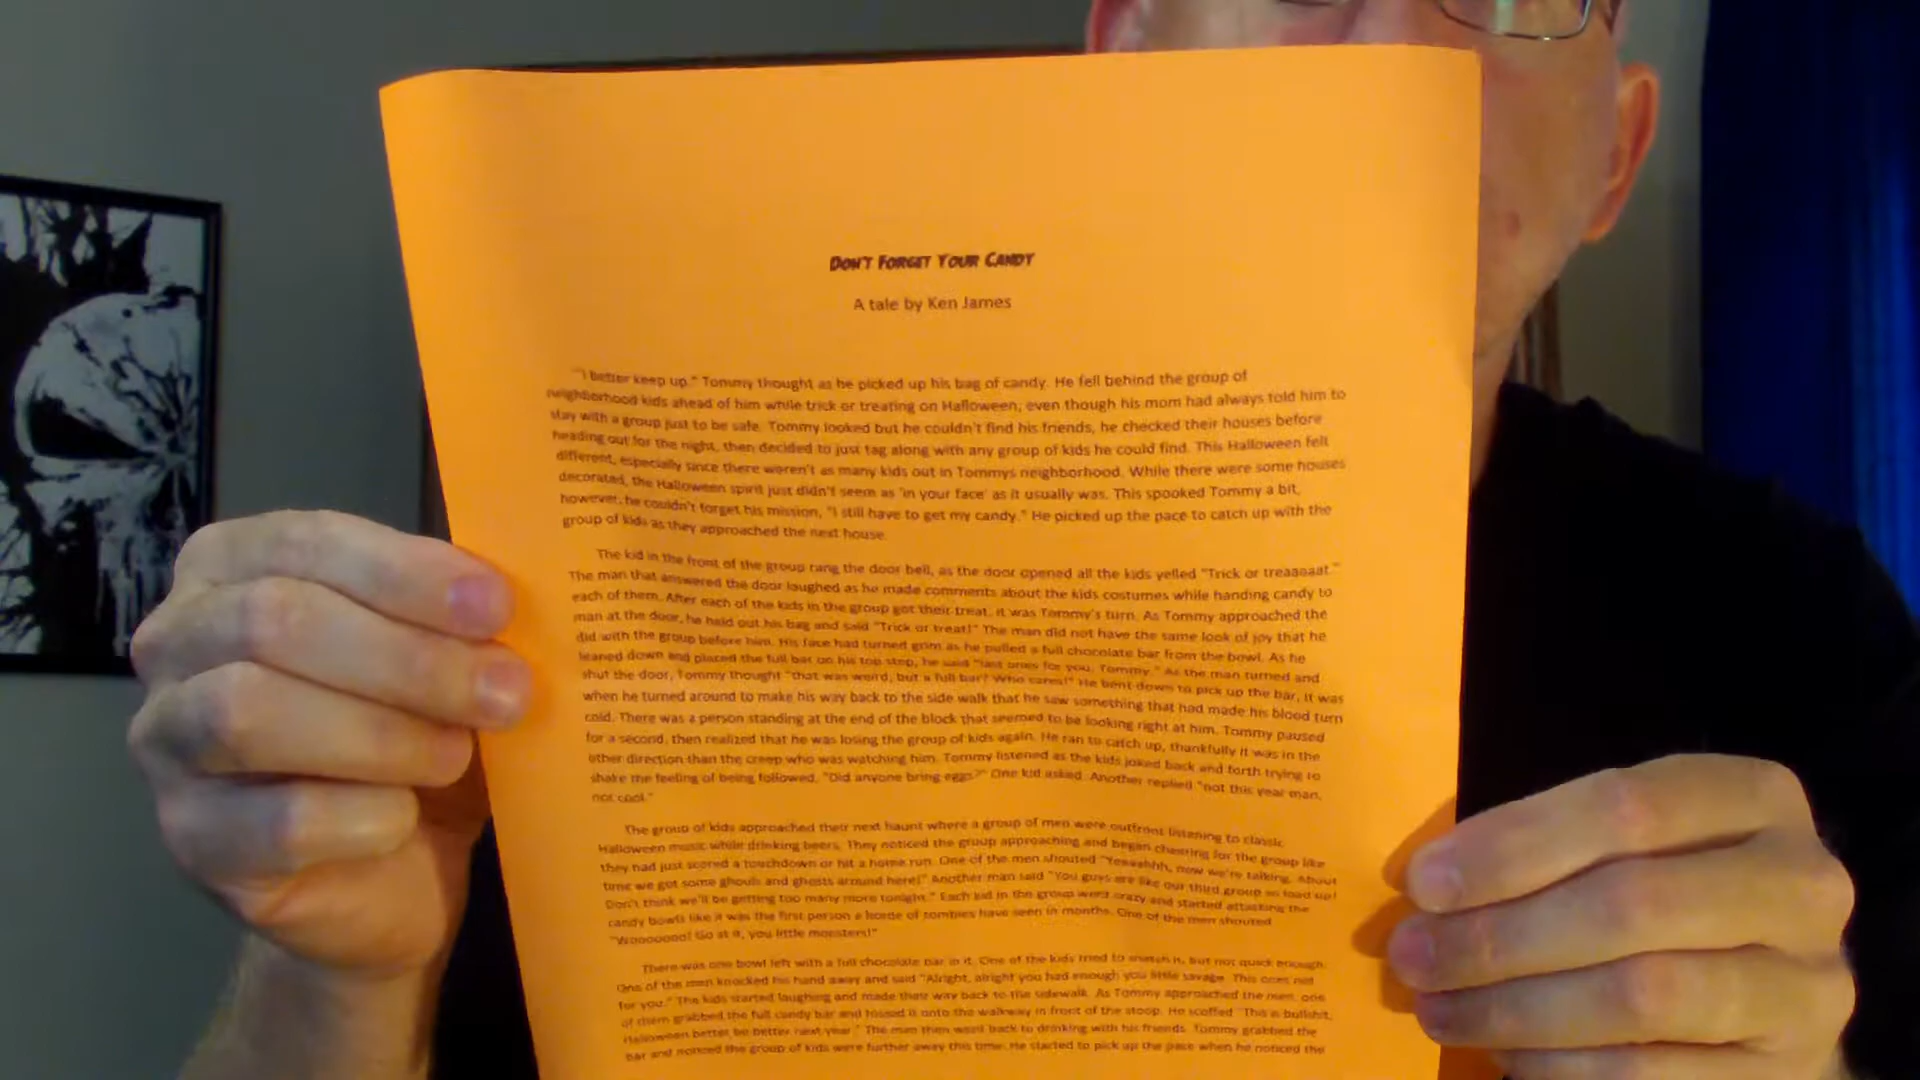 DON'T FORGET YOUR CANDY
A tale by Ken James
"I better keep up." Tommy thought as he picked up his bag of candy. He fell behind the group of
neighborhood kids ahead of him while trick or treating on Halloween, even though his mom had always told him to
stay with a group just to be safe. Tommy looked but he couldn't find his friends, he checked their houses before
heading out for the night, then decided to just tag along with any group of kids he could find. This Halloween felt
different, especially since there weren't as many kids out in Tommys neighborhood. While there were some houses
decorated, the Halloween spirit just didn't seem as 'in your face' as it usually was. This spooked Tommy a bit,
however, he couldn't forget his mission, "I still have to get my candy." He picked up the pace to catch up with the
group of kids as they approached the next house.
The kid in the front of the group rang the door bell, as the door opened all the kids yelled "Trick or treaaaaat."
The man that answered the door laughed as he made comments about the kids costumes while handing candy to
each of them. After each of the kids in the group got their treat, it was Tommy's turn. As Tommy approached the
man at the door, he held out his bag and said "Trick or treat!" The man did not have the same look of joy that he
did with the group before him. His face had turned grim as he pulled a full chocolate bar from the bowl. As he
leaned down and placed the full bar on his top step, he said "last ones for you, Tommy." As the man turned and
shut the door, Tommy thought "that was weird, but a full bar? Who cares!" He bent down to pick up the bar, it was
when he turned around to make his way back to the side walk that he saw something that had made his blood turn
cold. There was a person standing at the end of the block that seemed to be looking right at him. Tommy paused
for a second, then realized that he was losing the group of kids again. He ran to catch up, thankfully it was in the
other direction than the creep who was watching him. Tommy listened as the kids joked back and forth trying to
shake the feeling of being followed. "Did anyone bring eggs?" One kid asked. Another replied "not this year man,
not cool."
The group of kids approached their next haunt where a group of men were outfront listening to classic
Halloween music while drinking beers. They noticed the group approaching and began cheering for the group like
they had just scored a touchdown or hit a home run. One of the men shouted "Yeaaahhh, now we're talking. About
time we got some ghouls and ghosts around here!" Another man said "You guys are like our third group so load up!
Don't think we'll be getting too many more tonight." Each kid in the group went crazy and started attacking the
candy bowls like it was the first person a horde of zombies have seen in months. One of the men shouted
"Wooooooo! Go at it, you little monsters!"
There was one bowl left with a full chocolate bar in it. One of the kids tried to snatch it, but not quick enough.
One of the men knocked his hand away and said "Alright, alright you had enough you little savage. This ones not
for you." The kids started laughing and made their way back to the sidewalk. As Tommy approached the men, one
of them grabbed the full candy bar and tossed it onto the walkway in front of the stoop. He scoffed "This is bullshit,
Halloween better be better next year." The men then went back to drinking with his friends. Tommy grabbed the
bar and noticed the group of kids were further away this time. He started to pick up the pace when he noticed the